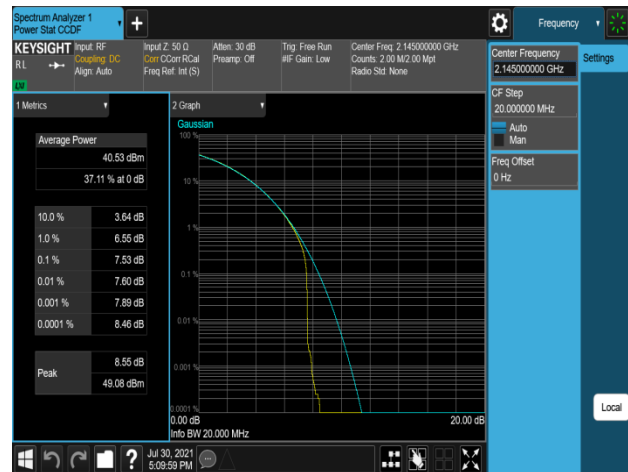 Spectrum Analyzer 1
Power Stat CCDF
+
Frequency
KEYSIGHT
RL
LXI
Input: RF
Coupling: DC
Align: Auto
Input Z: 50 Ω
Corr CCorr RCal
Freq Ref: Int (S)
Atten: 30 dB
Preamp: Off
Trig: Free Run
#IF Gain: Low
Center Freq: 2.145000000 GHz
Counts: 2.00 M/2.00 Mpt
Radio Std: None
1 Metrics
Average Power
40.53 dBm
37.11 % at 0 dB
10.0 % 3.64 dB
1.0 % 6.55 dB
0.1 % 7.53 dB
0.01 % 7.60 dB
0.001 % 7.89 dB
0.0001 % 8.46 dB
Peak
8.55 dB
49.08 dBm
2 Graph
Gaussian
100 %
10 %
1 %
0.1 %
0.01 %
0.001 %
0.0001 %
0.00 dB 20.00 dB
Info BW 20.000 MHz
Center Frequency
2.145000000 GHz
Settings
CF Step
20.000000 MHz
Auto
Man
Freq Offset
0 Hz
Local
?
Jul 30, 2021
5:09:59 PM